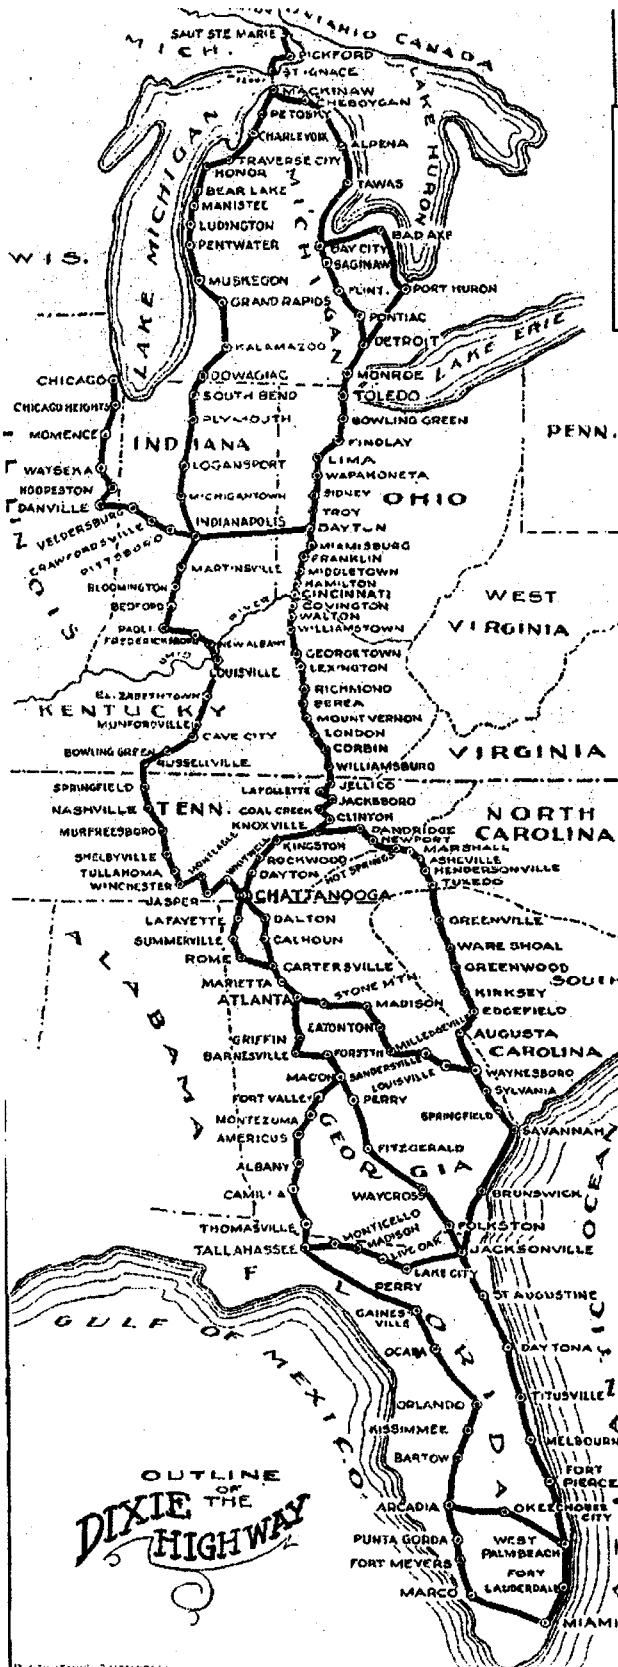 SAUT STE MARIE
ONTARIO CANADA
MICH.
PICKFORD
ST IGNACE
MACKINAW
CHEBOYGAN
PETOSKY
CHARLEVOIX
ALPENA
TRAVERSE CITY
HONOR
LAKE HURON
LAKE MICHIGAN
MICHIGAN
TAWAS
BEAR LAKE
MANISTEE
LUDINGTON
BAD AXE
PENTWATER
BAY CITY
WIS.
SAGINAW
MUSKEGON
FLINT.
PORT HURON
GRAND RAPIDS
PONTIAC
DETROIT
LAKE ERIE
KALAMAZOO
CHICAGO
DOWAGIAC
MONROE
SOUTH BEND
TOLEDO
CHICAGO HEIGHTS
PLYMOUTH
BOWLING GREEN
MOMENCE
INDIANA
FINDLAY
PENN.
WATSEKA
LOGANSPORT
LIMA
WAPAKONETA
HOOPESTON
MICHIGANTOWN
SIDNEY
OHIO
DANVILLE
TROY
VELDERSBURG
INDIANAPOLIS
DAYTON
CRAWFORDSVILLE
PITTSBORO
MIAMISBURG
FRANKLIN
MARTINSVILLE
MIDDLETOWN
HAMILTON
BLOOMINGTON
CINCINNATI
WEST
VIRGINIA
BEDFORD
RIVER
COVINGTON
WALTON
PAOLI
WILLIAMSTOWN
FREDERICKSBURG
NEW ALBANY
OHIO
GEORGETOWN
LOUISVILLE
LEXINGTON
ELIZABETHTOWN
RICHMOND
KENTUCKY
BEREA
MUNFORDVILLE
MOUNT VERNON
CAVE CITY
LONDON
BOWLING GREEN
CORBIN
VIRGINIA
RUSSELLVILLE
WILLIAMSBURG
SPRINGFIELD
LAFOLLETTE
JELLICO
JACKSBORO
NASHVILLE
TENN.
COAL CREEK
CLINTON
NORTH
CAROLINA
MURFREESBORO
KNOXVILLE
DANDRIDGE
KINGSTON
NEWPORT
MARSHALL
SHELBYVILLE
MONTEAGLE
WHITWELL
ROCKWOOD
HOT SPRINGS
ASHEVILLE
TULLAHOMA
DAYTON
HENDERSONVILLE
WINCHESTER
TUXEDO
JASPER
CHATTANOOGA
LAFAYETTE
DALTON
GREENVILLE
SUMMERVILLE
CALHOUN
WARE SHOAL
ROME
CARTERSVILLE
GREENWOOD
SOUTH
MARIETTA
STONE MT'N.
KIRKSEY
ATLANTA
MADISON
EDGEFIELD
ALABAMA
EATONTON
MILLEDGEVILLE
AUGUSTA
GRIFFIN
CAROLINA
BARNESVILLE
FORSYTH
SANDERSVILLE
LOUISVILLE
WAYNESBORO
MACON
SYLVANIA
FORT VALLEY
PERRY
SPRINGFIELD
MONTEZUMA
SAVANNAH
AMERICUS
GEORGIA
FITZGERALD
ALBANY
OCEAN
CAMILLA
WAYCROSS
BRUNSWICK
THOMASVILLE
MONTICELLO
FOLKSTON
TALLAHASSEE
MADISON
LIVE OAK
JACKSONVILLE
LAKE CITY
FLORIDA
PERRY
ST AUGUSTINE
GAINES
VILLE
GULF OF MEXICO
OCALA
DAYTONA
ORLANDO
TITUSVILLE
KISSIMMEE
MELBOURN
BARTOW
FORT
PIERCE
ARCADIA
OKEECHOBEE
CITY
PUNTA GORDA
WEST
PALM BEACH
FORT MEYERS
FORT
LAUDERDALE
MARCO
MIAMI
OUTLINE
OF THE
DIXIE
HIGHWAY